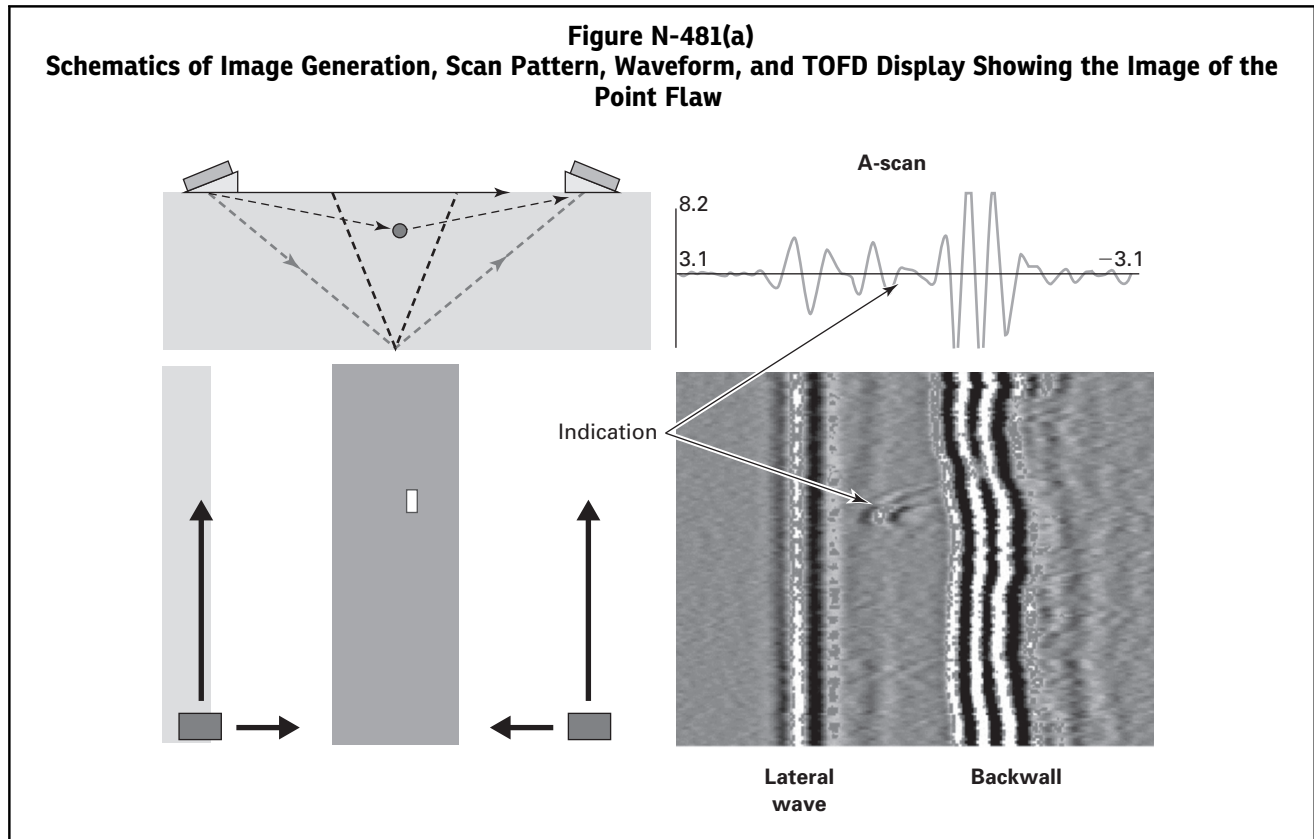 Figure N-481(a)
Schematics of Image Generation, Scan Pattern, Waveform, and TOFD Display Showing the Image of the
Point Flaw
A-scan
8.2
3.1
−3.1
Indication
Lateral
wave
Backwall